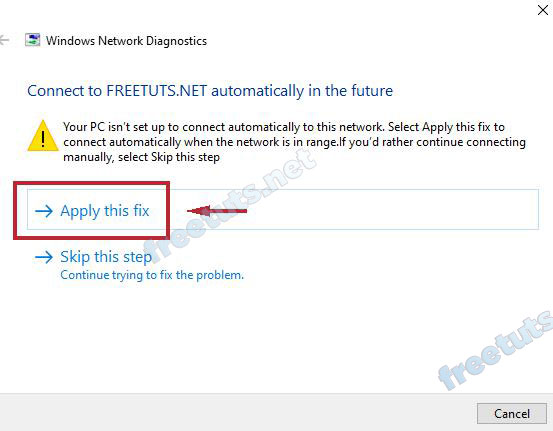 Windows Network Diagnostics
Connect to FREETUTS.NET automatically in the future
Your PC isn't set up to connect automatically to this network. Select Apply this fix to
connect automatically when the network is in range.If you'd rather continue connecting
manually, select Skip this step
freetuts.net
Apply this fix
Skip this step
Continue trying to fix the problem.
freetuts
Cancel